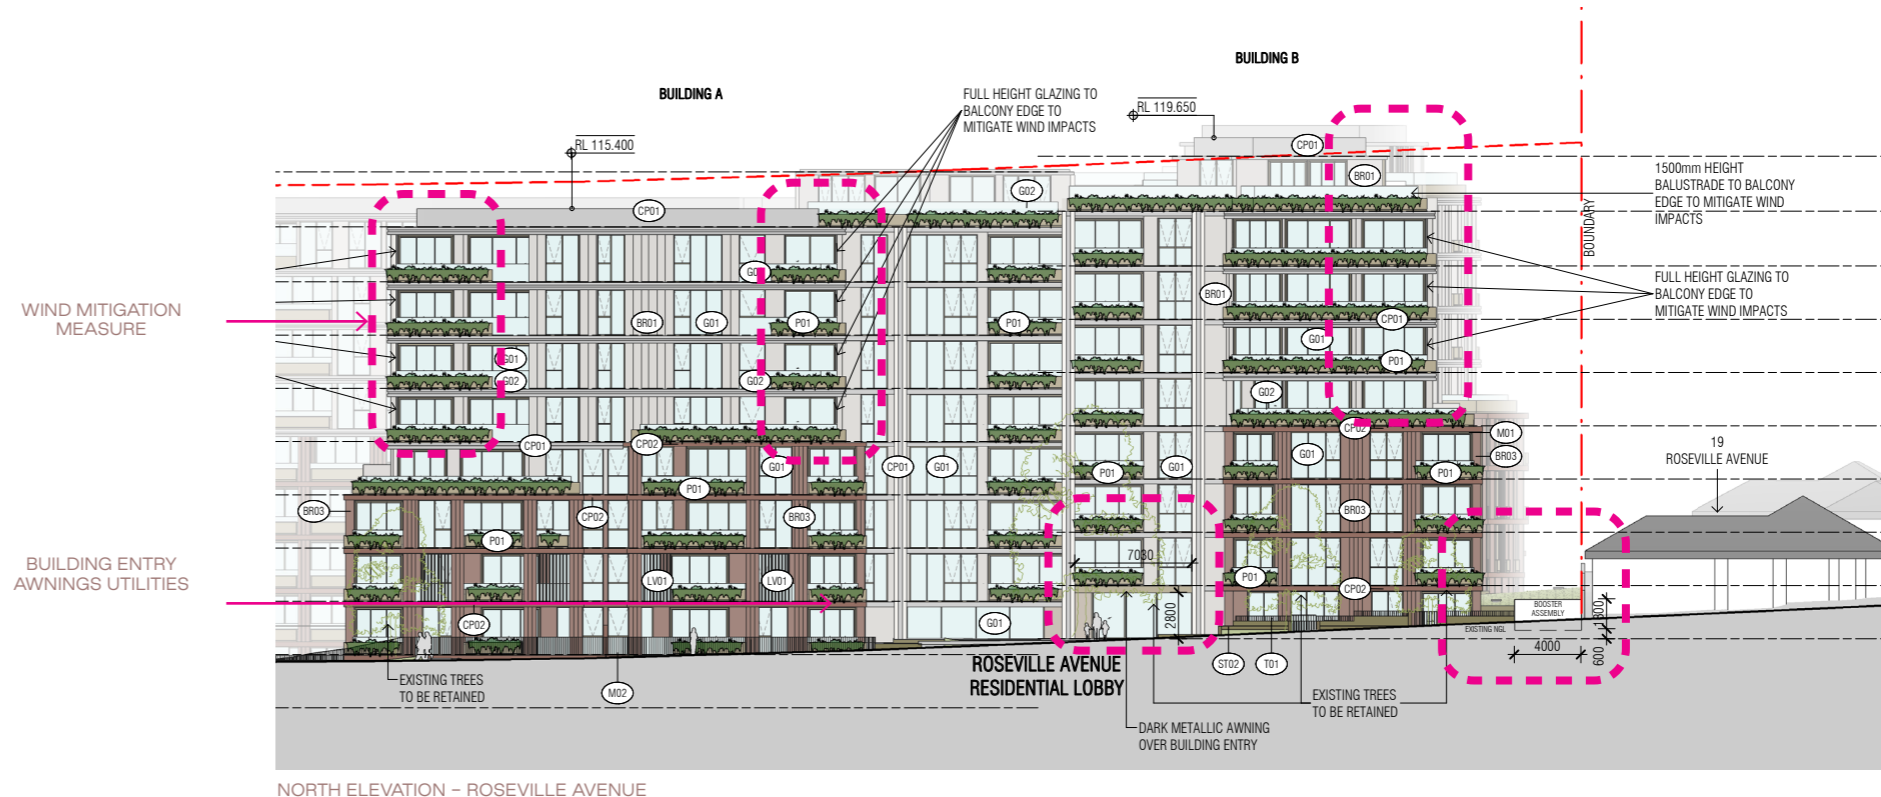 BUILDING B
BUILDING A
FULL HEIGHT GLAZING TO
BALCONY EDGE TO
MITIGATE WIND IMPACTS
RL 119.650
RL 115.400
CP01
BR01
1500mm HEIGHT
BALUSTRADE TO BALCONY
EDGE TO MITIGATE WIND
IMPACTS
BOUNDARY
G02
CP01
FULL HEIGHT GLAZING TO
BALCONY EDGE TO
MITIGATE WIND IMPACTS
BR01
WIND MITIGATION
MEASURE
BR01
G01
P01
P01
CP01
G01
P01
G01
G02
G02
G02
CP02
M01
BR03
19
ROSEVILLE AVENUE
CP01
CP02
G01
CP01
G01
P01
G01
G01
P01
P01
BR03
CP02
BR03
BR03
P01
7030
BUILDING ENTRY
AWNINGS UTILITIES
LV01
LV01
P01
CP02
2800
BOOSTER
ASSEMBLY
EXISTING NGL
4000
600
CP02
G01
ST02
T01
ROSEVILLE AVENUE
RESIDENTIAL LOBBY
EXISTING TREES
TO BE RETAINED
M02
EXISTING TREES
TO BE RETAINED
DARK METALLIC AWNING
OVER BUILDING ENTRY
NORTH ELEVATION – ROSEVILLE AVENUE